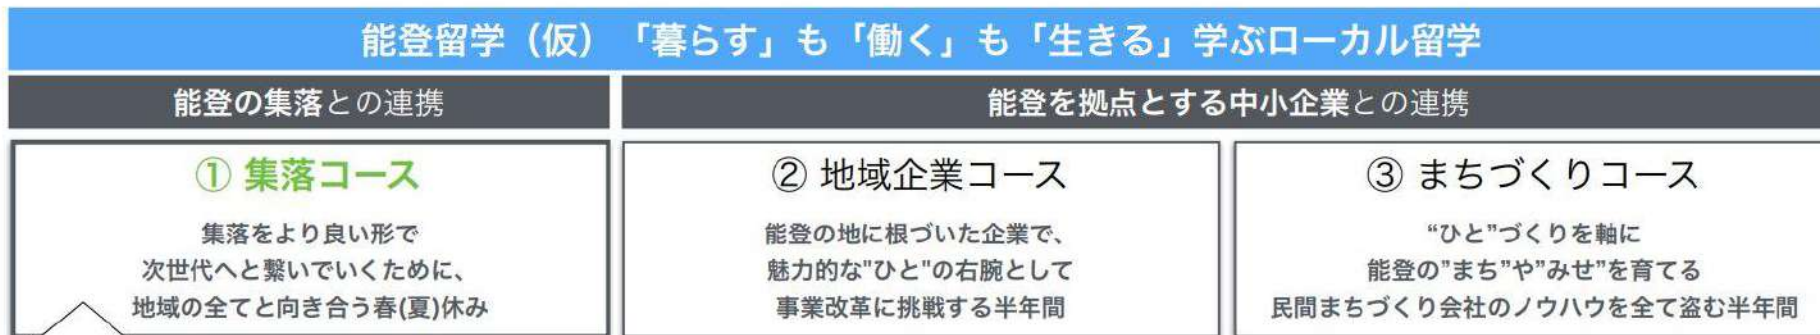 能登留学（仮）「暮らす」も「働く」も「生きる」学ぶローカル留学
能登の集落との連携
能登を拠点とする中小企業との連携
① 集落コース
集落をより良い形で
次世代へと繋いでいくために、
地域の全てと向き合う春(夏)休み
② 地域企業コース
能登の地に根づいた企業で、
魅力的な"ひと"の右腕として
事業改革に挑戦する半年間
③ まちづくりコース
“ひと”づくりを軸に
能登の”まち”や”みせ”を育てる
民間まちづくり会社のノウハウを全て盗む半年間